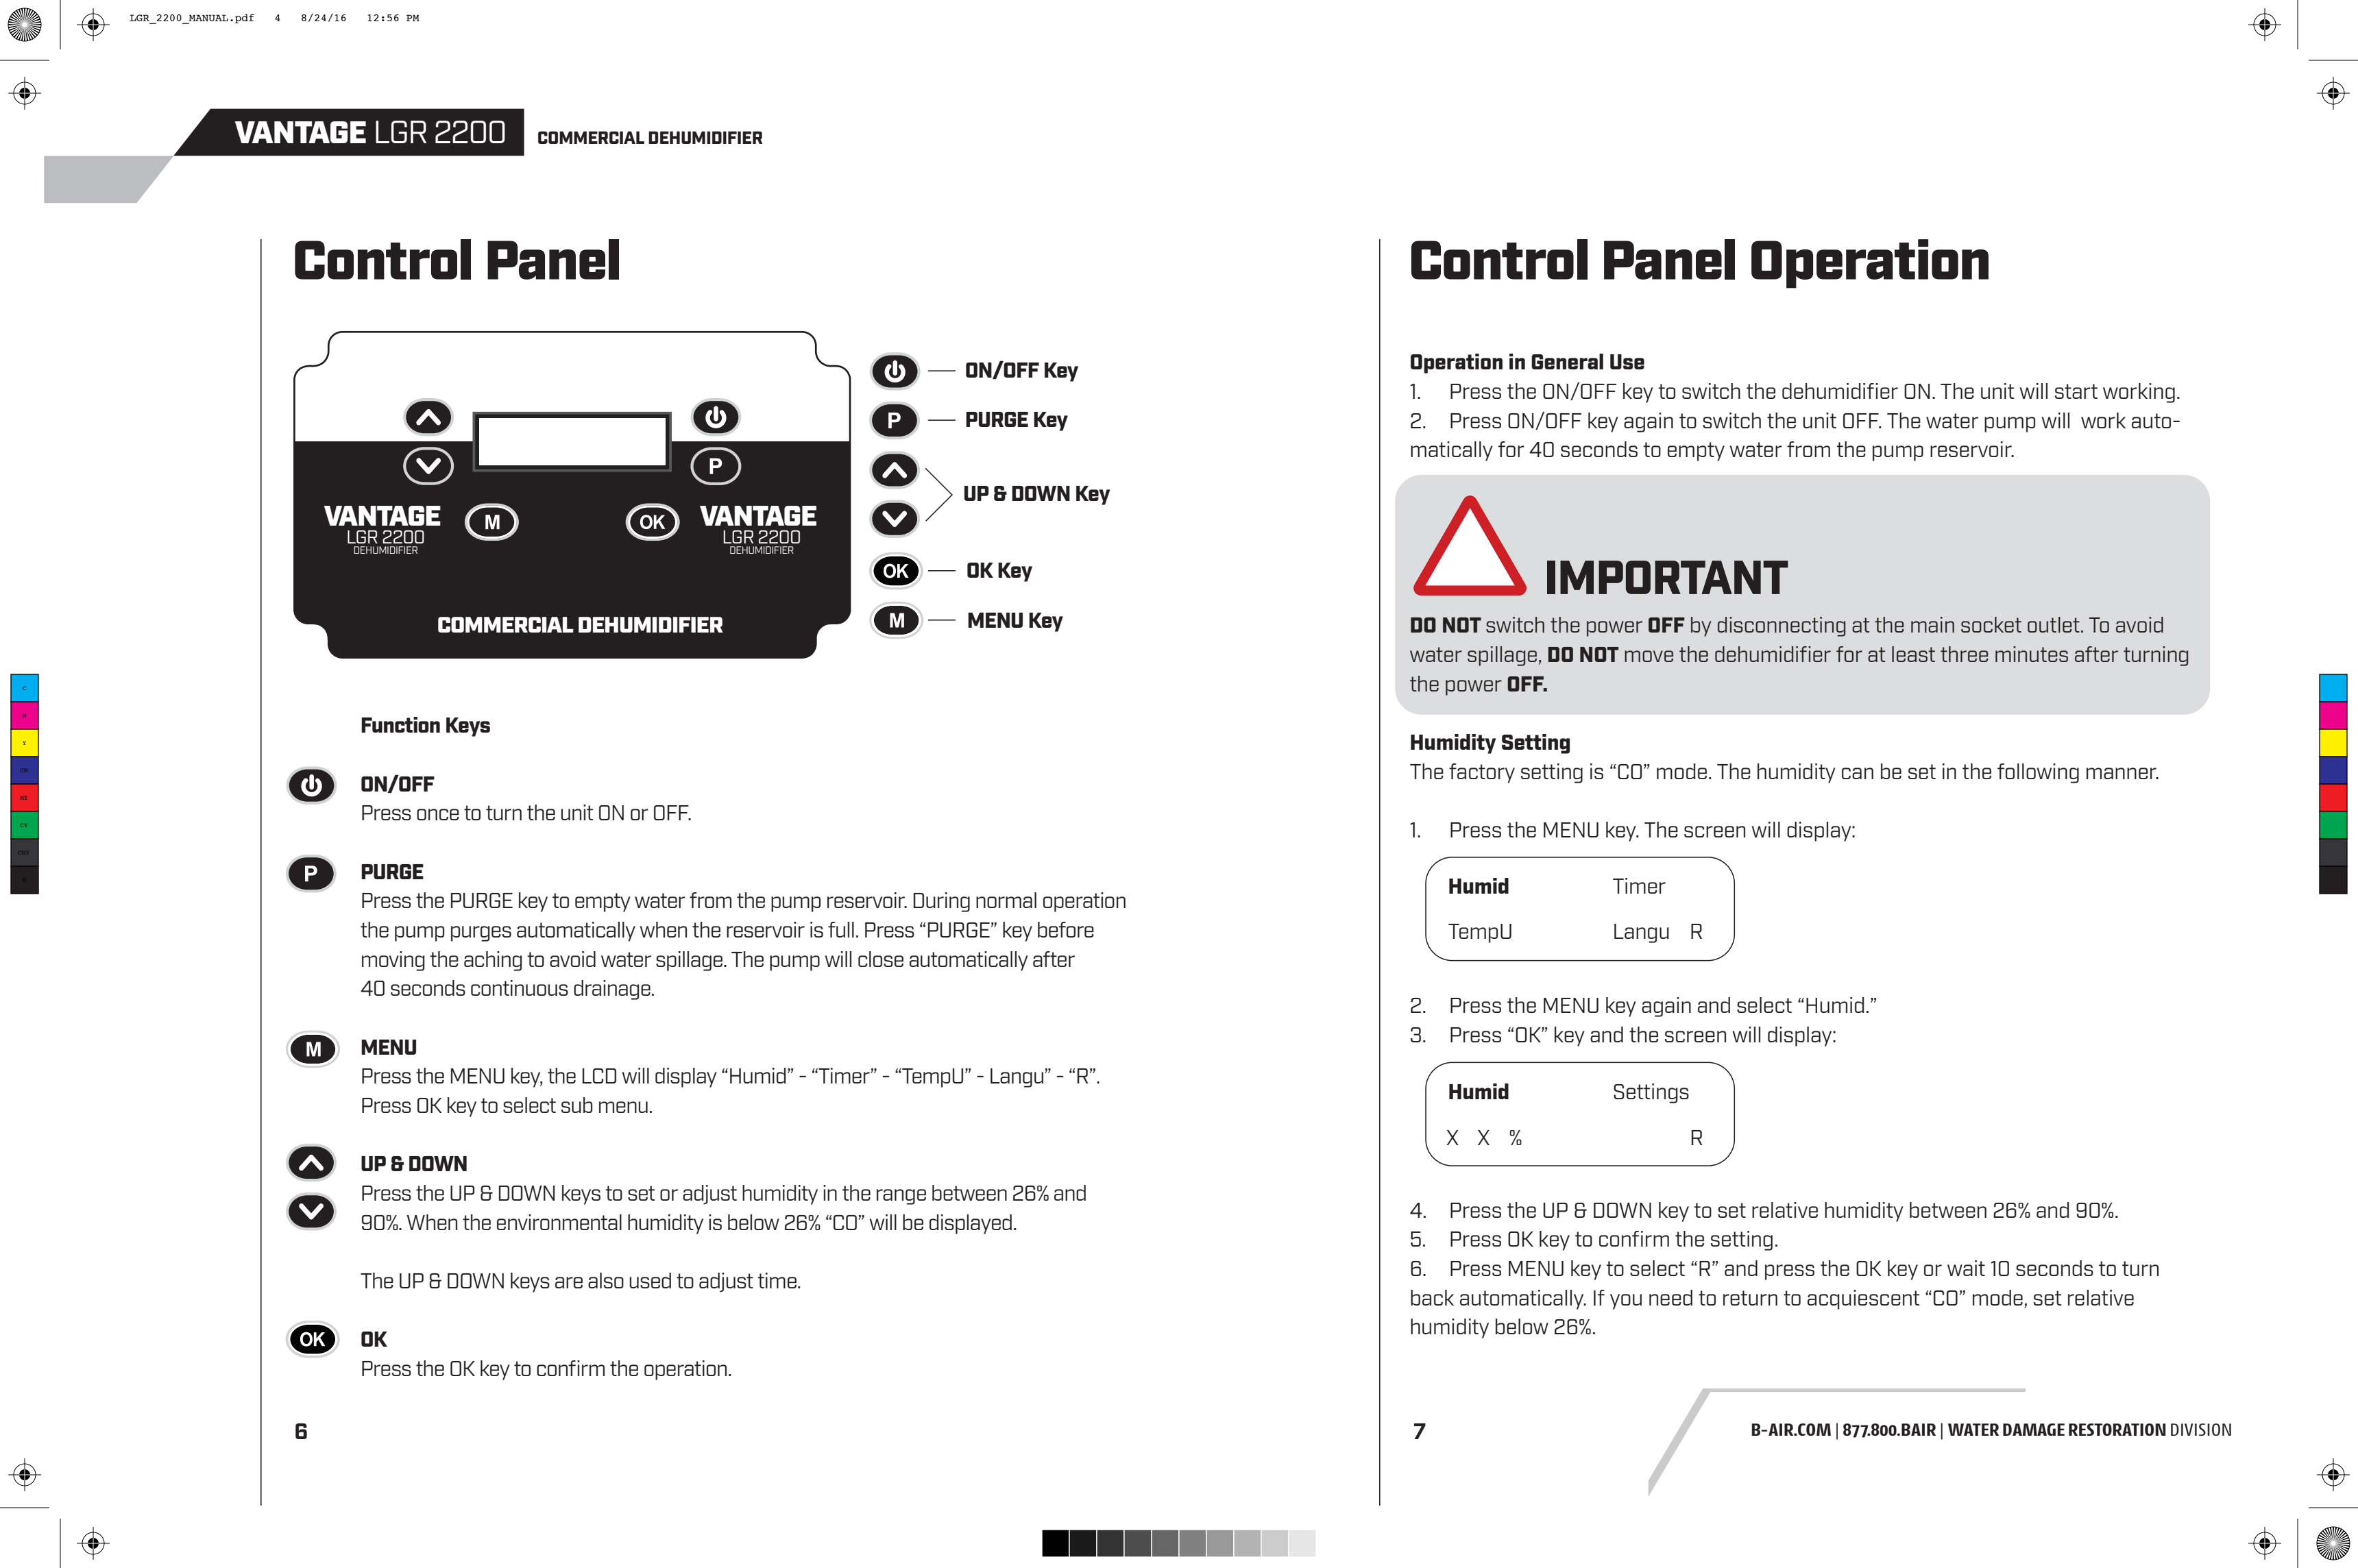 LGR_2200_MANUAL.pdf 4 8/24/16 12:56 PM
VANTAGE LGR 2200 COMMERCIAL DEHUMIDIFIER
Control Panel
ON/OFF Key
P PURGE Key
UP & DOWN Key
OK OK Key
M MENU Key
P
VANTAGE
LGR 2200
DEHUMIDIFIER
M
OK
VANTAGE
LGR 2200
DEHUMIDIFIER
COMMERCIAL DEHUMIDIFIER
Function Keys
ON/OFF
Press once to turn the unit ON or OFF.
P PURGE
Press the PURGE key to empty water from the pump reservoir. During normal operation
the pump purges automatically when the reservoir is full. Press “PURGE” key before
moving the aching to avoid water spillage. The pump will close automatically after
40 seconds continuous drainage.
M MENU
Press the MENU key, the LCD will display “Humid” - “Timer” - “TempU” - Langu” - “R”.
Press OK key to select sub menu.
UP & DOWN
Press the UP & DOWN keys to set or adjust humidity in the range between 26% and
90%. When the environmental humidity is below 26% “CO” will be displayed.
The UP & DOWN keys are also used to adjust time.
OK OK
Press the OK key to confirm the operation.
6
Control Panel Operation
Operation in General Use
1. Press the ON/OFF key to switch the dehumidifier ON. The unit will start working.
2. Press ON/OFF key again to switch the unit OFF. The water pump will work auto-
matically for 40 seconds to empty water from the pump reservoir.
IMPORTANT
DO NOT switch the power OFF by disconnecting at the main socket outlet. To avoid
water spillage, DO NOT move the dehumidifier for at least three minutes after turning
the power OFF.
Humidity Setting
The factory setting is “CO” mode. The humidity can be set in the following manner.
1. Press the MENU key. The screen will display:
Humid Timer
TempU Langu R
2. Press the MENU key again and select “Humid.”
3. Press “OK” key and the screen will display:
Humid Settings
X X % R
4. Press the UP & DOWN key to set relative humidity between 26% and 90%.
5. Press OK key to confirm the setting.
6. Press MENU key to select “R” and press the OK key or wait 10 seconds to turn
back automatically. If you need to return to acquiescent “CO” mode, set relative
humidity below 26%.
7
B-AIR.COM | 877.800.BAIR | WATER DAMAGE RESTORATION DIVISION
C
M
Y
CM
MY
CY
CMY